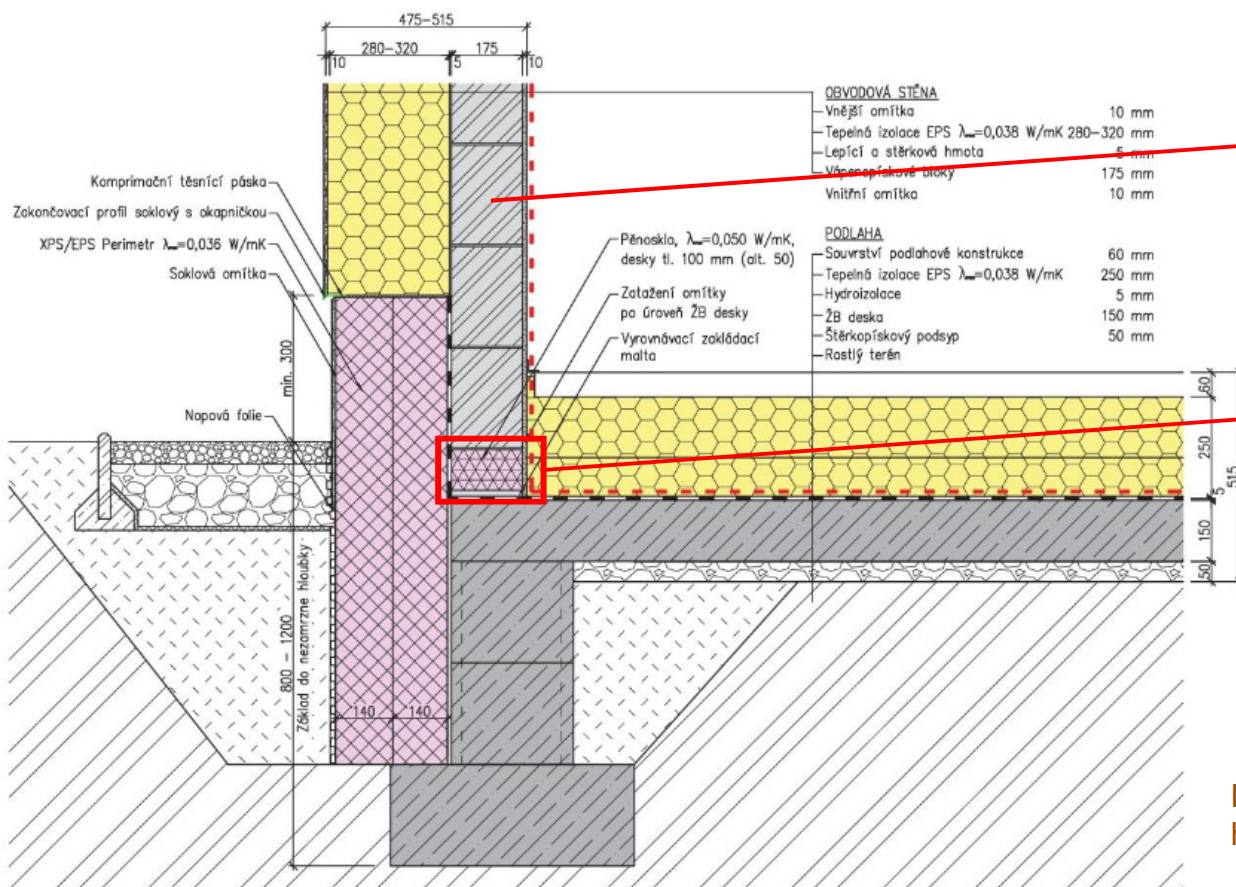 475-515
280-320
175
10
5
10
OBVODOVÁ STĚNA
Vnější omítka 10 mm
Tepelná izolace EPS λ=0,038 W/mK 280-320 mm
Lepící a stěrková hmota 5 mm
Vápenopískové bloky 175 mm
Vnitřní omítka 10 mm
Komprimační těsnící páska
Zakončovací profil soklový s okapničkou
XPS/EPS Perimetr λ=0,036 W/mK
Soklová omítka
Pěnosklo, λ=0,050 W/mK,
desky tl. 100 mm (alt. 50)
Zatažení omítky
po úroveň ŽB desky
Vyrovnávací zakládací
malta
PODLAHA
Souvrství podlahové konstrukce 60 mm
Tepelná izolace EPS λ=0,038 W/mK 250 mm
Hydroizolace 5 mm
ŽB deska 150 mm
Štěrkopískový podsyp 50 mm
Rostlý terén
min. 300
Nopová folie
60
250
5
515
150
50
800 - 1200
Základ do nezamrzne hloubky
140
140